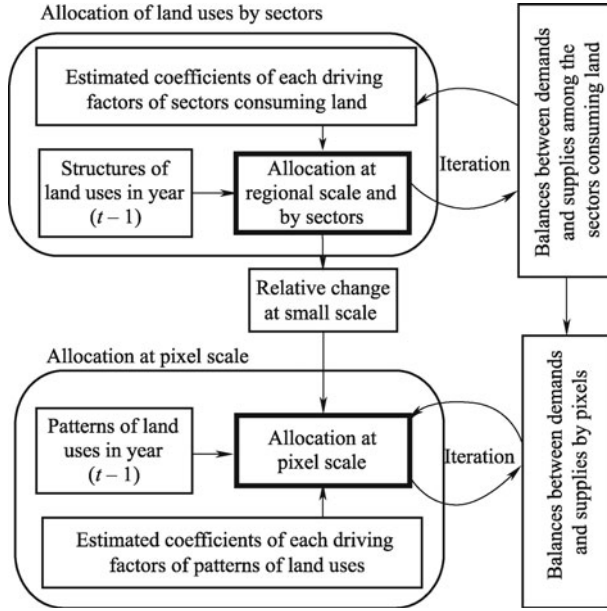 Allocation of land uses by sectors
Estimated coefficients of each driving
factors of sectors consuming land
Structures of
land uses in year
(t – 1)
Allocation at
regional scale and
by sectors
Iteration
Balances between demands
and supplies among the
sectors consuming land
Relative change
at small scale
Allocation at pixel scale
Patterns of land
uses in year
(t – 1)
Allocation at
pixel scale
Iteration
Balances between demands
and supplies by pixels
Estimated coefficients of each driving
factors of patterns of land uses